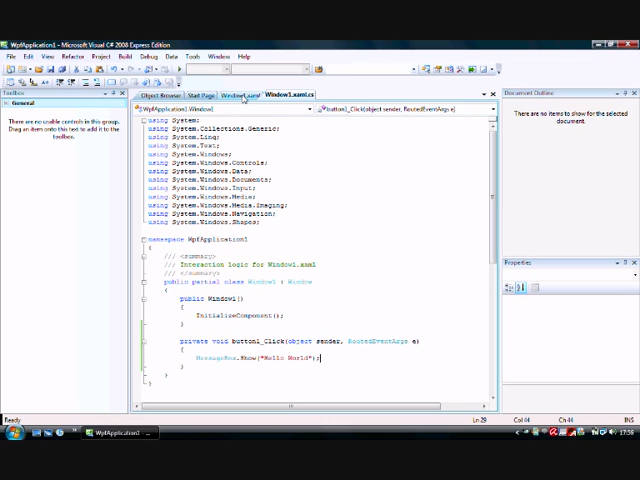 WpfApplication1 - Microsoft Visual C# 2008 Express Edition
File Edit View Refactor Project Build Debug Data Tools Window Help
Toolbox
General
There are no usable controls in this group.
Drag an item onto this text to add it to the
toolbox.
Object Browser Start Page Window1.xaml Window1.xaml.cs
WpfApplication1.Window1 button1_Click(object sender, RoutedEventArgs e)
using System;
using System.Collections.Generic;
using System.Linq;
using System.Text;
using System.Windows;
using System.Windows.Controls;
using System.Windows.Data;
using System.Windows.Documents;
using System.Windows.Input;
using System.Windows.Media;
using System.Windows.Media.Imaging;
using System.Windows.Navigation;
using System.Windows.Shapes;
namespace WpfApplication1
{
/// <summary>
/// Interaction logic for Window1.xaml
/// </summary>
public partial class Window1 : Window
{
public Window1()
{
InitializeComponent();
}
private void button1_Click(object sender, RoutedEventArgs e)
{
MessageBox.Show("Hello World");
}
}
}
Document Outline
There are no items to show for the selected
document.
Properties
Ready Ln 29 Col 44 Ch 44 INS
WpfApplication1 - ... 17:56